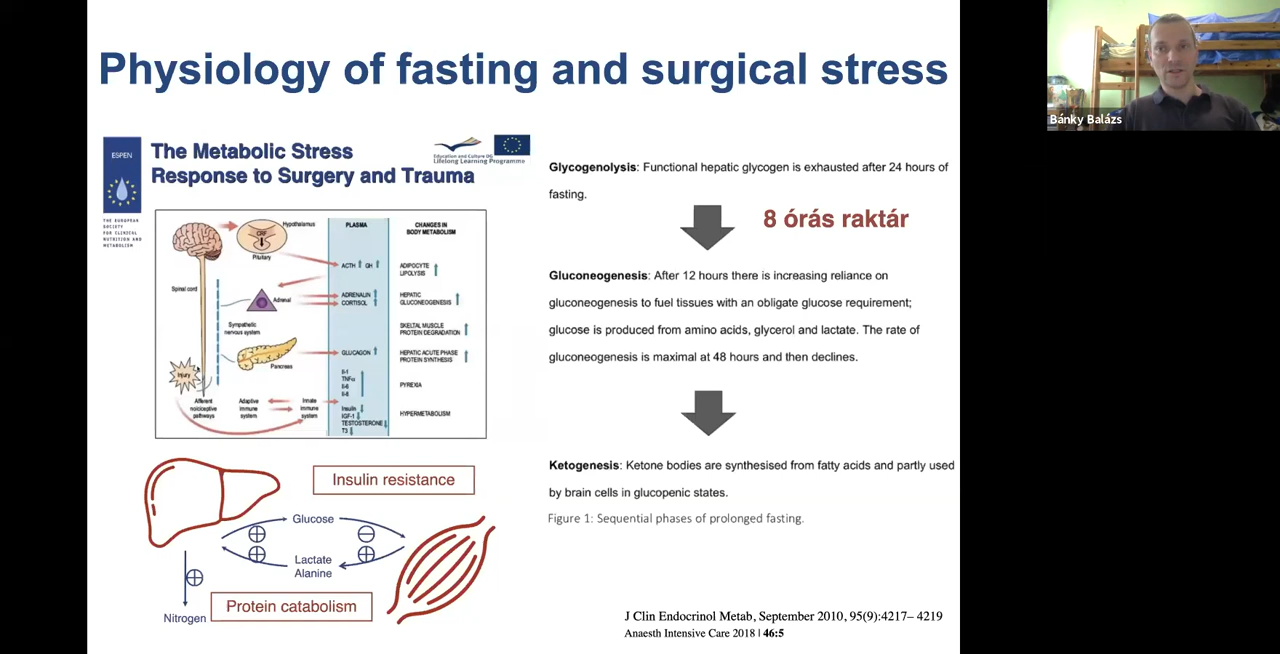 Physiology of fasting and surgical stress
Bánky Balázs
ESPEN
THE EUROPEAN
SOCIETY
FOR CLINICAL
NUTRITION AND
METABOLISM
The Metabolic Stress
Response to Surgery and Trauma
Education and Culture DG
Lifelong Learning Programme
Hypothalamus
CRF
Pituitary
Spinal cord
Adrenal
Sympathetic
nervous system
Pancreas
Injury
Afferent
nociceptive
pathways
Adaptive
immune
system
Innate
immune
system
PLASMA
ACTH GH
ADRENALIN
CORTISOL
GLUCAGON
Il-1
TNFα
Il-6
Il-8
Insulin
IGF-1
TESTOSTERONE
T3
CHANGES IN
BODY METABOLISM
ADIPOCYTE
LIPOLYSIS
HEPATIC
GLUCONEOGENESIS
SKELTAL MUSCLE
PROTEIN DEGRADATION
HEPATIC ACUTE PHASE
PROTEIN SYNTHESIS
PYREXIA
HYPERMETABOLISM
Insulin resistance
Glucose
Lactate
Alanine
Nitrogen
Protein catabolism
Glycogenolysis: Functional hepatic glycogen is exhausted after 24 hours of
fasting.
8 órás raktár
Gluconeogenesis: After 12 hours there is increasing reliance on
gluconeogenesis to fuel tissues with an obligate glucose requirement;
glucose is produced from amino acids, glycerol and lactate. The rate of
gluconeogenesis is maximal at 48 hours and then declines.
Ketogenesis: Ketone bodies are synthesised from fatty acids and partly used
by brain cells in glucopenic states.
Figure 1: Sequential phases of prolonged fasting.
J Clin Endocrinol Metab, September 2010, 95(9):4217– 4219
Anaesth Intensive Care 2018 | 46:5